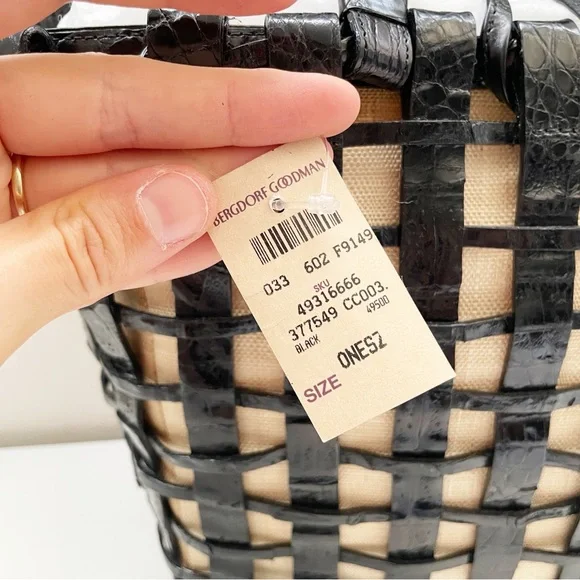 BERGDORF GOODMAN
033 602 F9149
SKU
49316666
377549 CC003.
BLACK 49500
ONESZ
SIZE